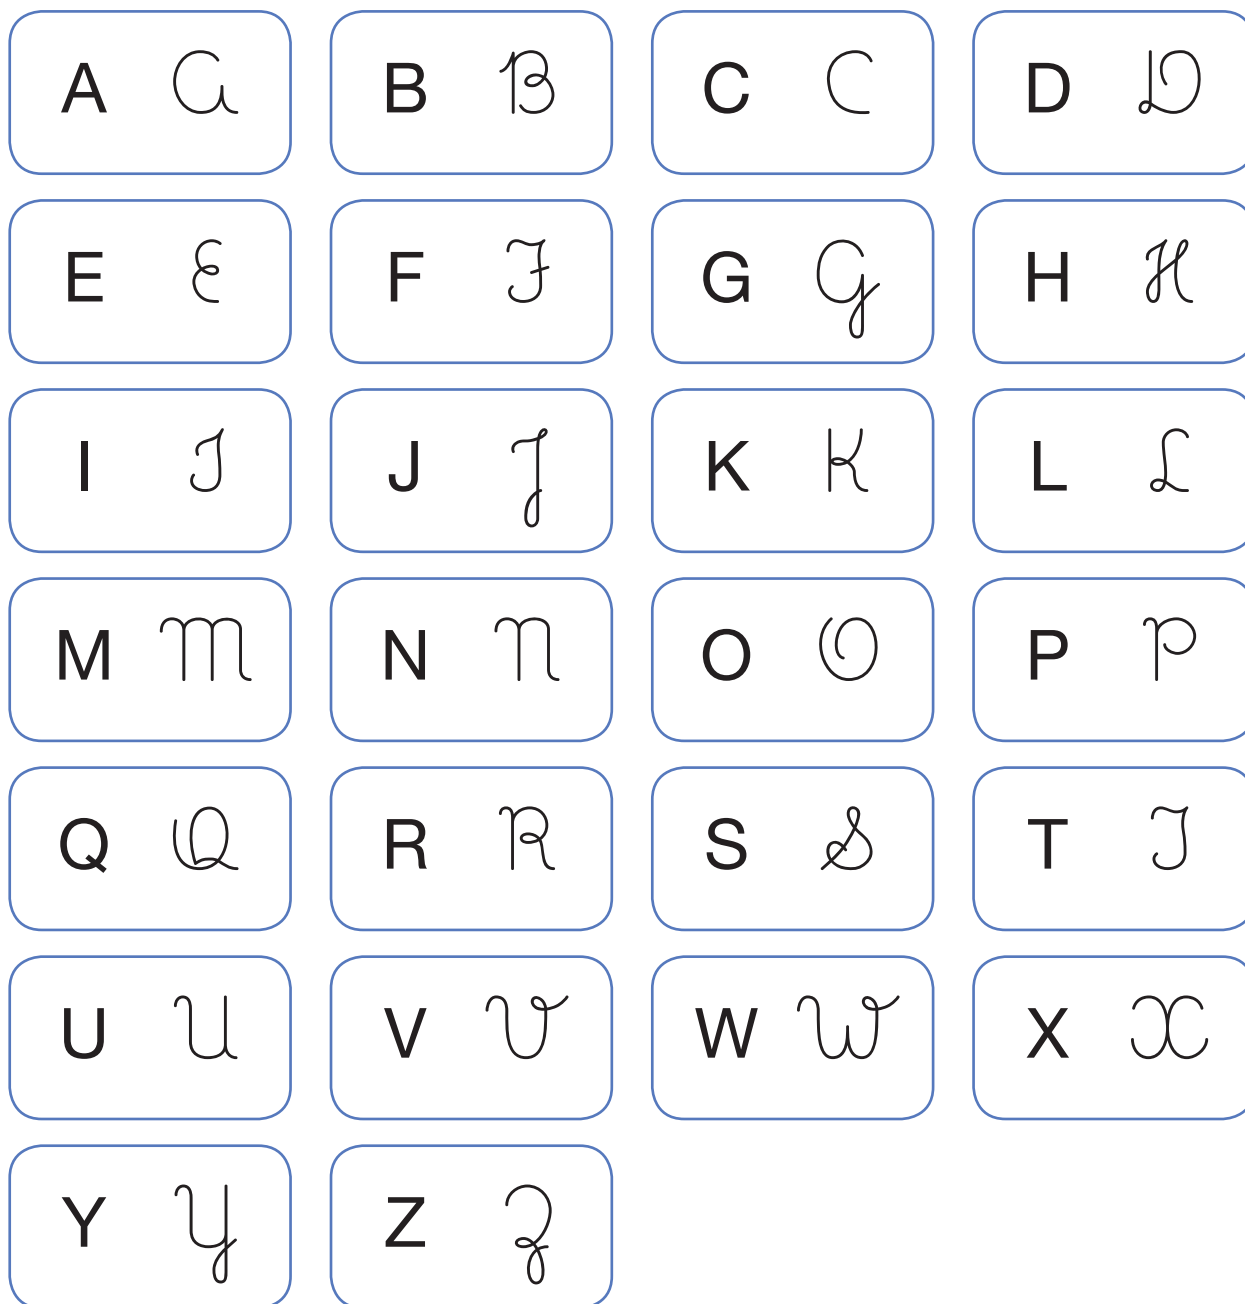 A A B B C C D D
E E F F G G H H
I I J J K K L L
M M N N O O P P
Q Q R R S S T T
U U V V W W X X
Y Y Z Z